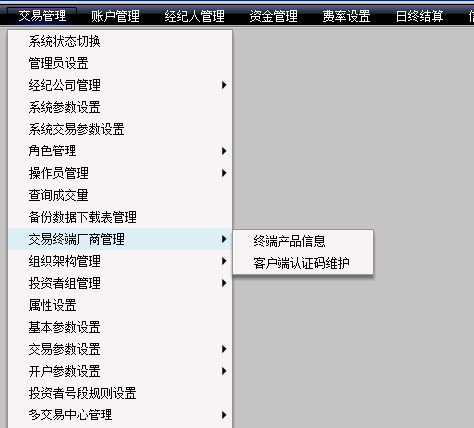 交易管理 账户管理 经纪人管理 资金管理 费率设置 日终结算
系统状态切换
管理员设置
经纪公司管理
系统参数设置
系统交易参数设置
角色管理
操作员管理
查询成交量
备份数据下载表管理
交易终端厂商管理
终端产品信息
组织架构管理
客户端认证码维护
投资者组管理
属性设置
基本参数设置
交易参数设置
开户参数设置
投资者号段规则设置
多交易中心管理